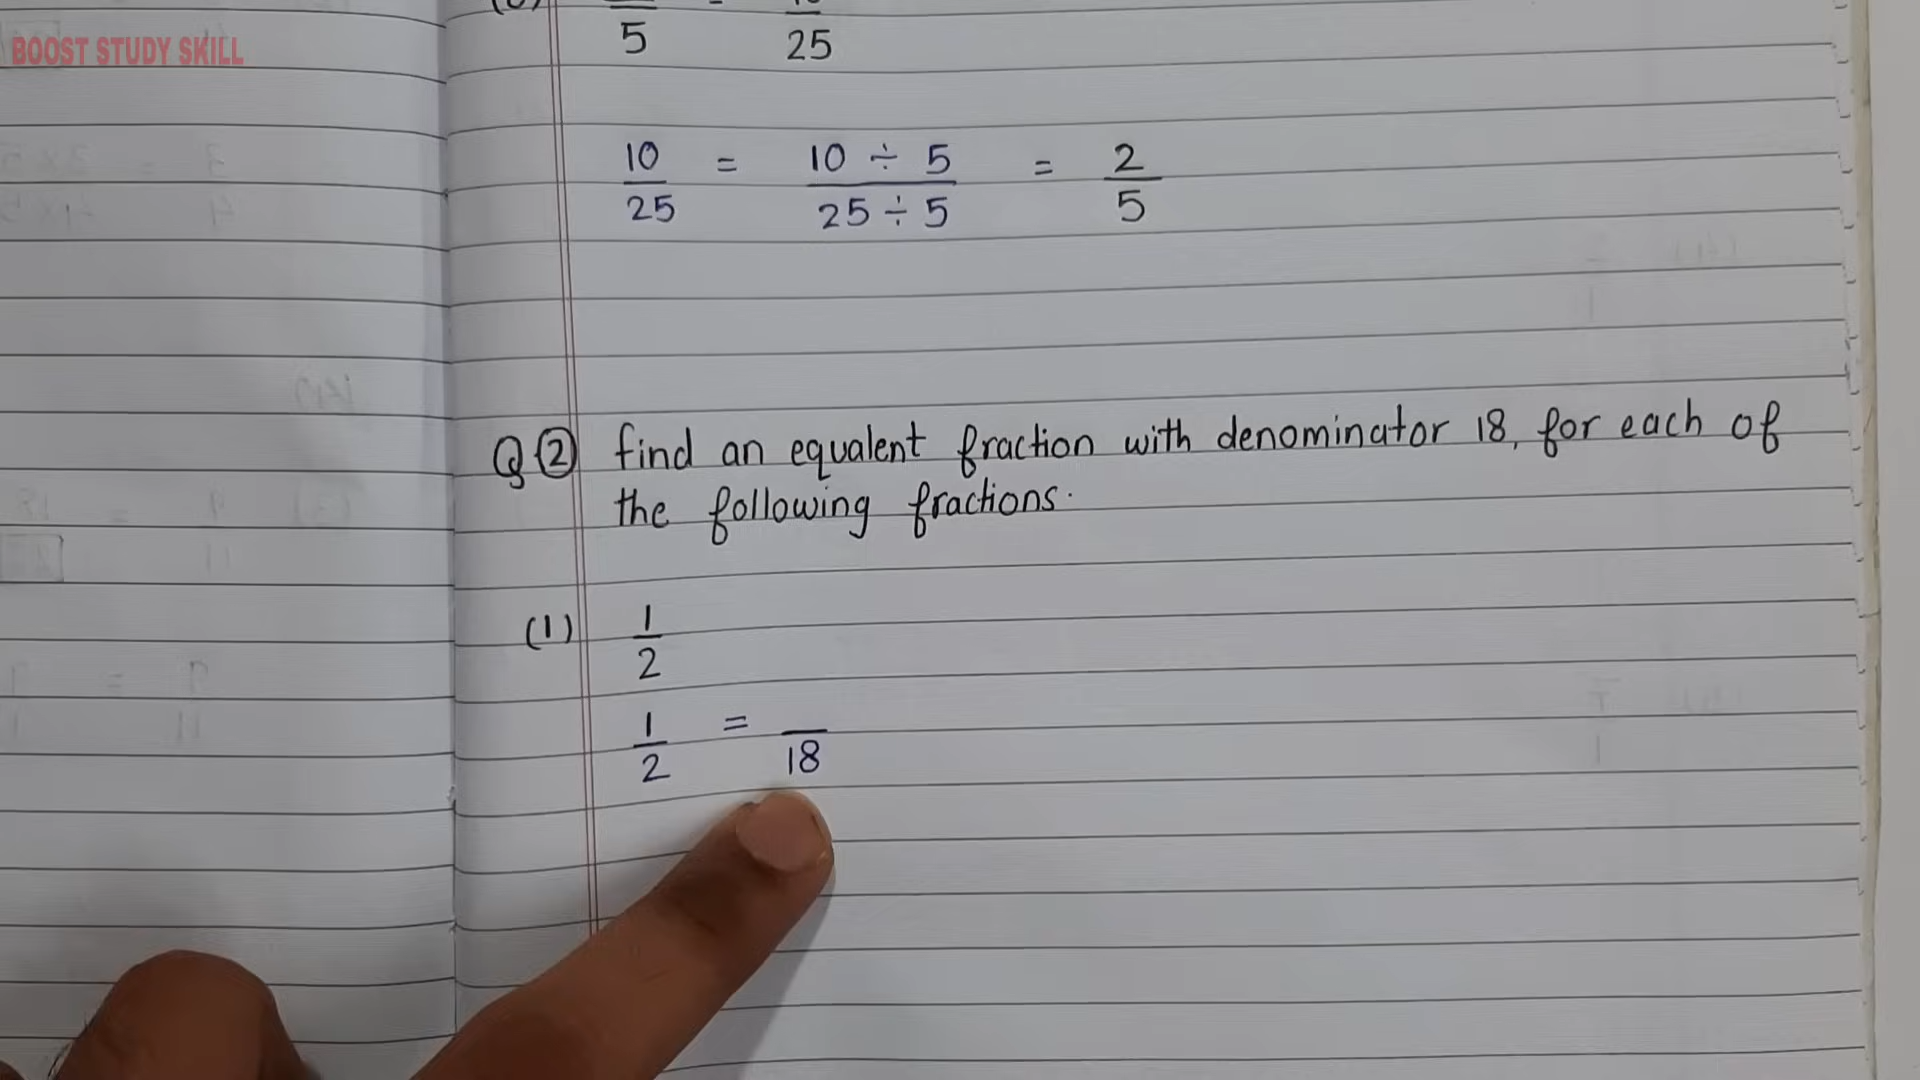 BOOST STUDY SKILL
5 25
10/25 = 10 ÷ 5/25 ÷ 5 = 2/5
Q② find an equalent fraction with denominator 18, for each of
the following fractions.
(1) 1/2
1/2 = /18